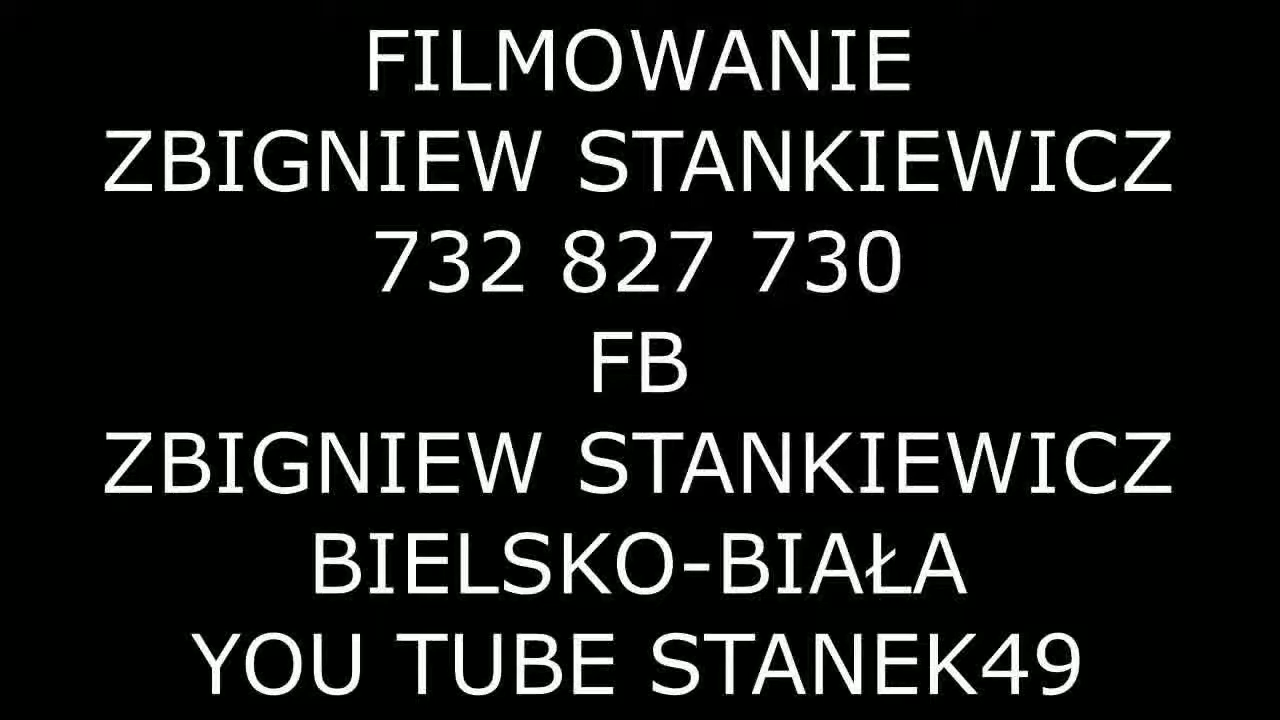 FILMOWANIE
ZBIGNIEW STANKIEWICZ
732 827 730
FB
ZBIGNIEW STANKIEWICZ
BIELSKO-BIAŁA
YOU TUBE STANEK49